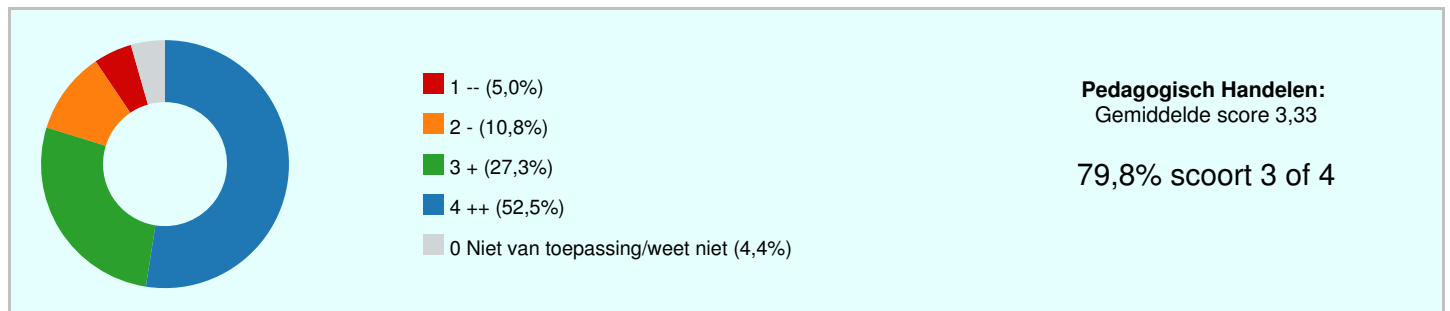 1 -- (5,0%)
2 - (10,8%)
3 + (27,3%)
4 ++ (52,5%)
0 Niet van toepassing/weet niet (4,4%)
Pedagogisch Handelen:
Gemiddelde score 3,33
79,8% scoort 3 of 4